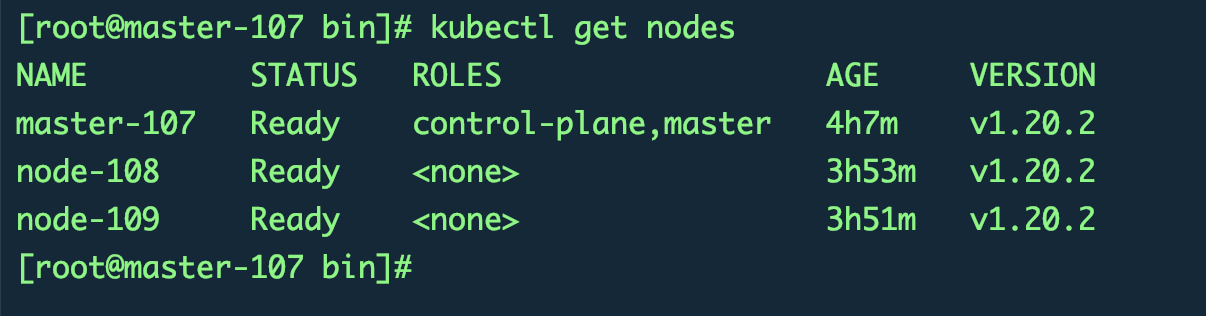 [root@master-107 bin]# kubectl get nodes
NAME         STATUS   ROLES                  AGE     VERSION
master-107   Ready    control-plane,master   4h7m    v1.20.2
node-108     Ready    <none>                 3h53m   v1.20.2
node-109     Ready    <none>                 3h51m   v1.20.2
[root@master-107 bin]#